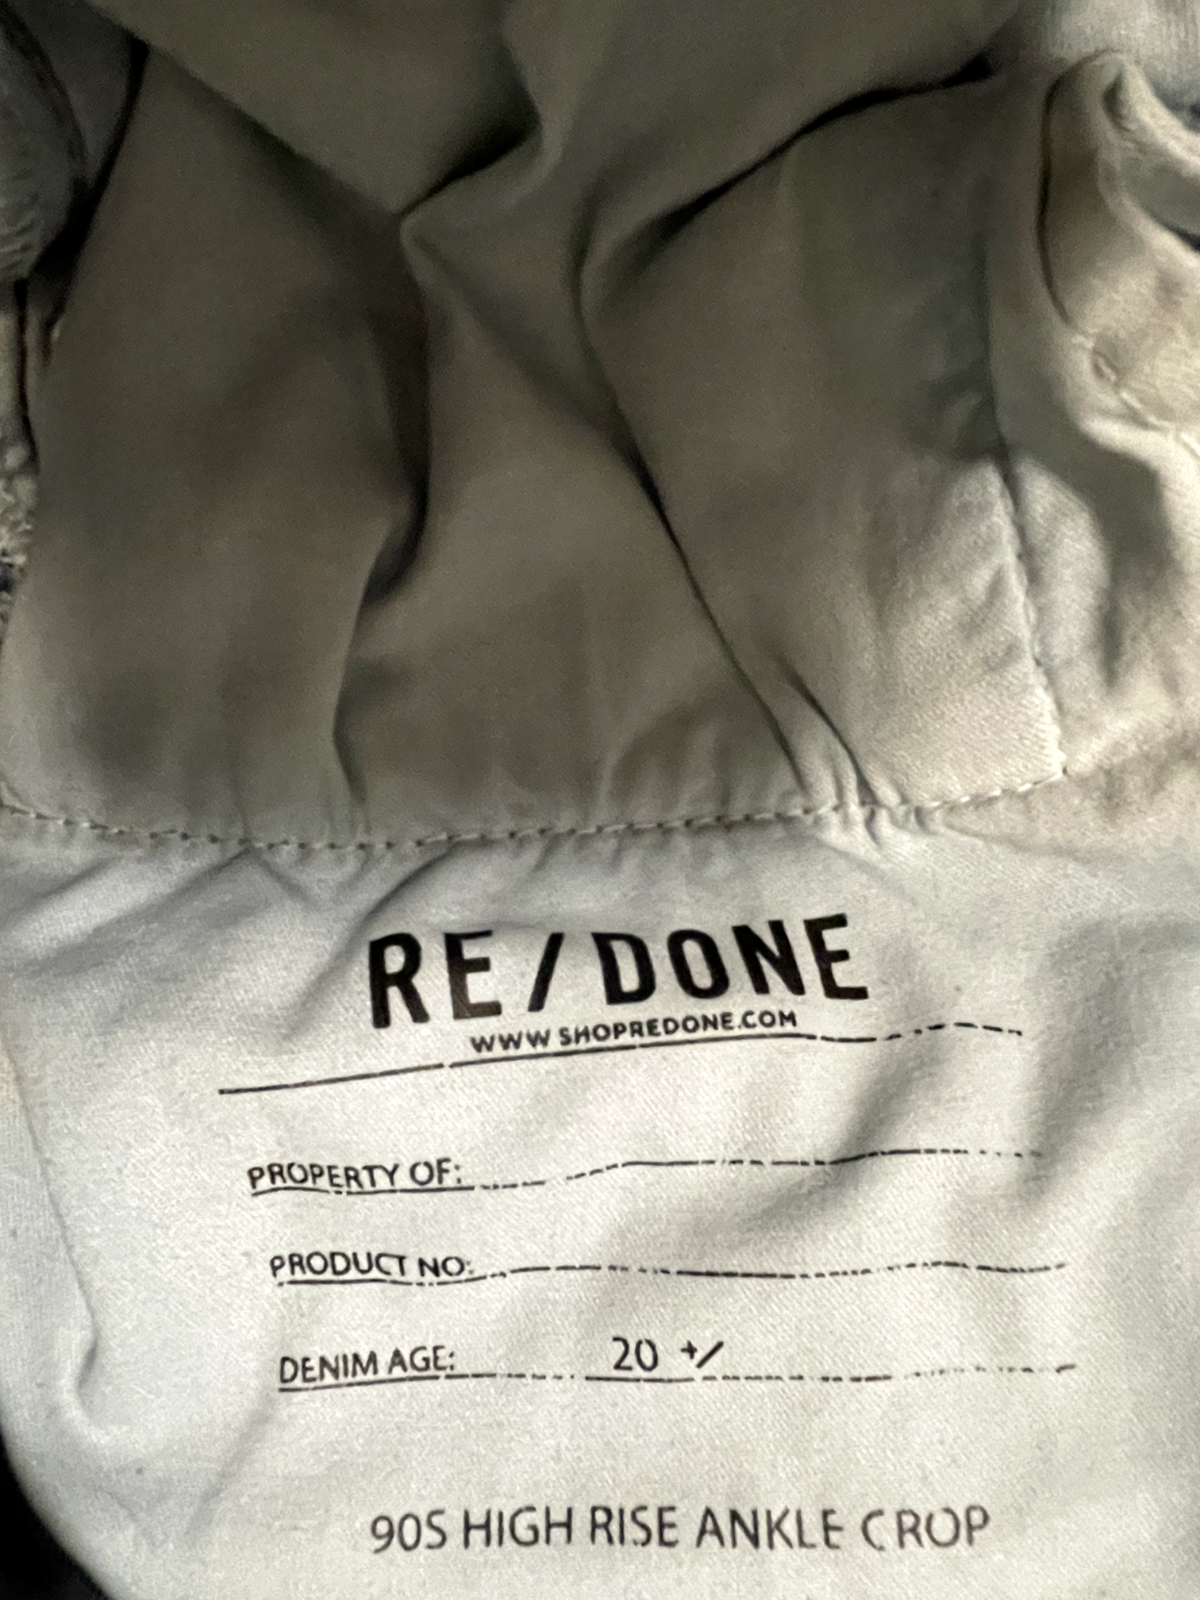 RE/DONE
WWW.SHOPREDONE.COM
PROPERTY OF:
PRODUCT NO:
DENIM AGE: 20 +/
90S HIGH RISE ANKLE CROP